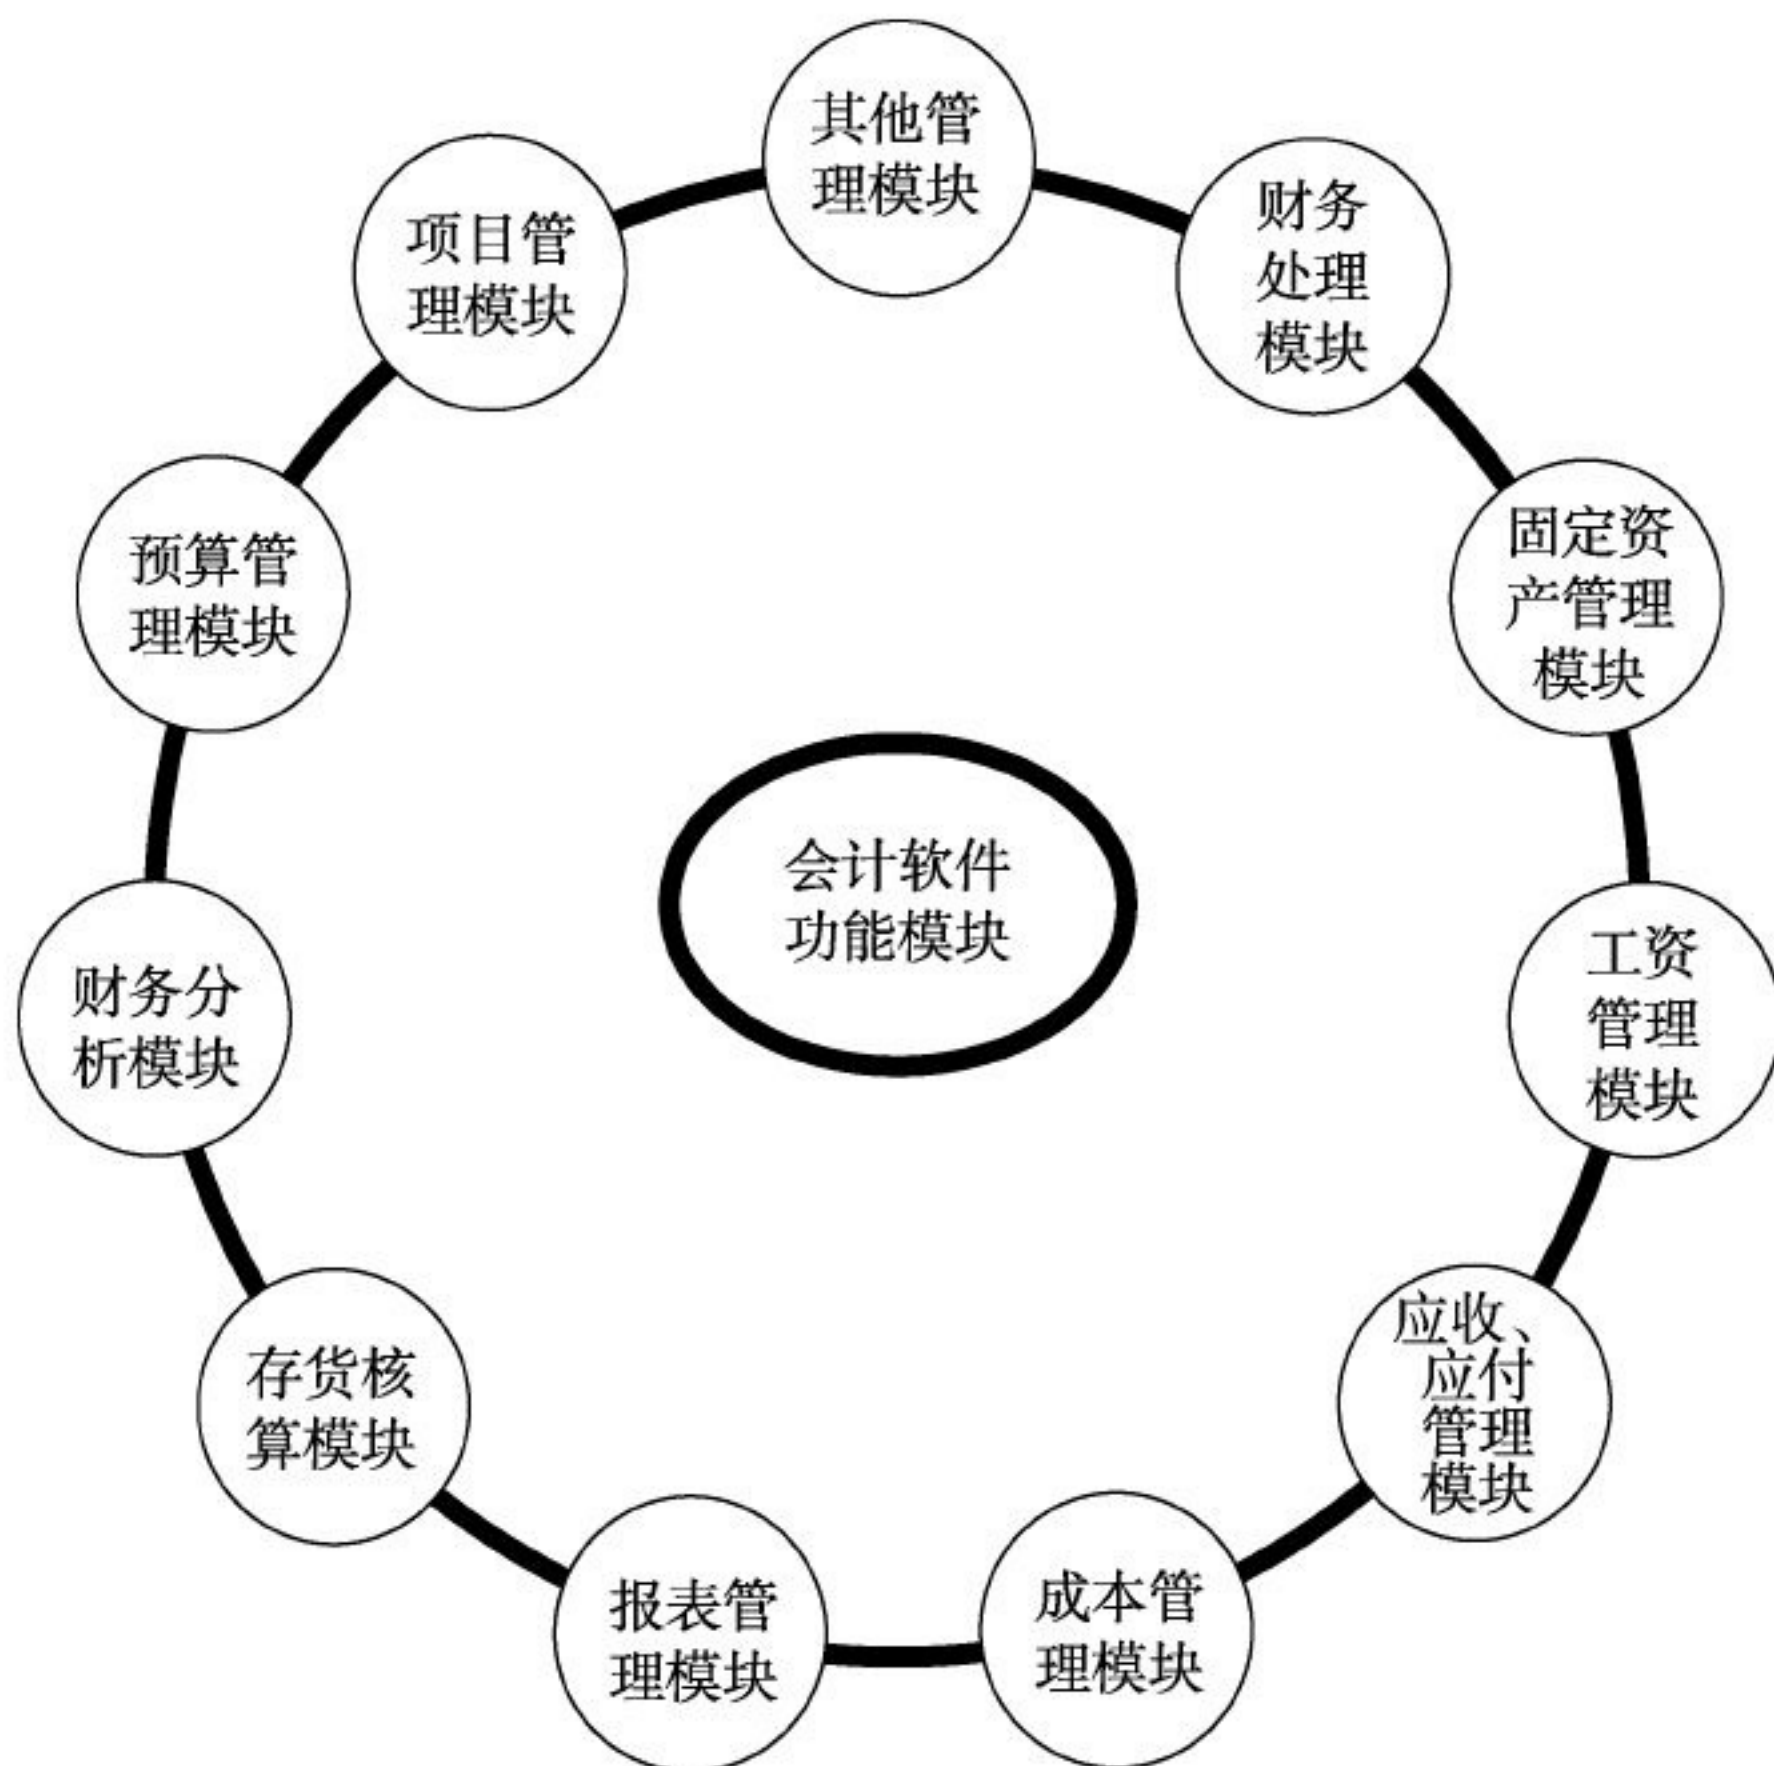 其他管
理模块
财务
处理
模块
固定资
产管理
模块
工资
管理
模块
应收、
应付
管理
模块
成本管
理模块
报表管
理模块
存货核
算模块
财务分
析模块
预算管
理模块
项目管
理模块
会计软件
功能模块